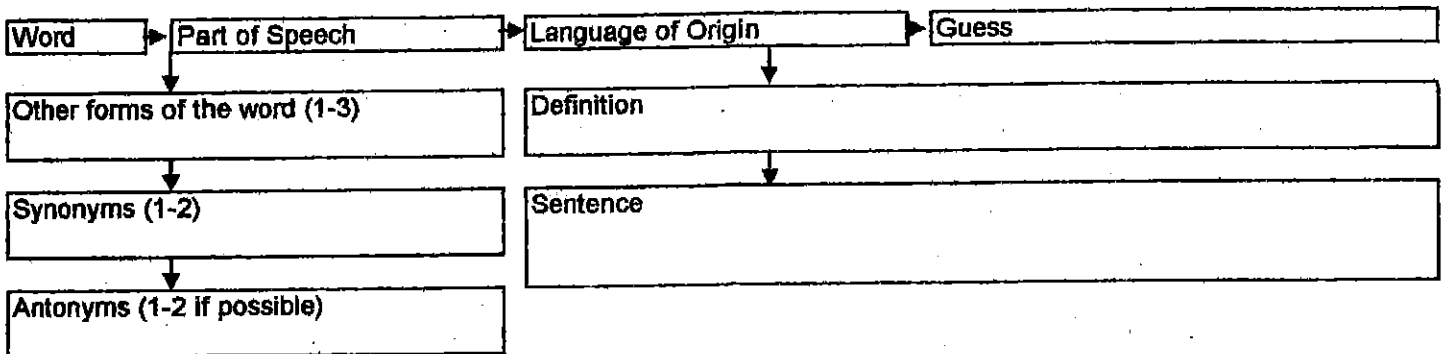 Word
Part of Speech
Language of Origin
Guess
Other forms of the word (1-3)
Definition
Synonyms (1-2)
Sentence
Antonyms (1-2 if possible)